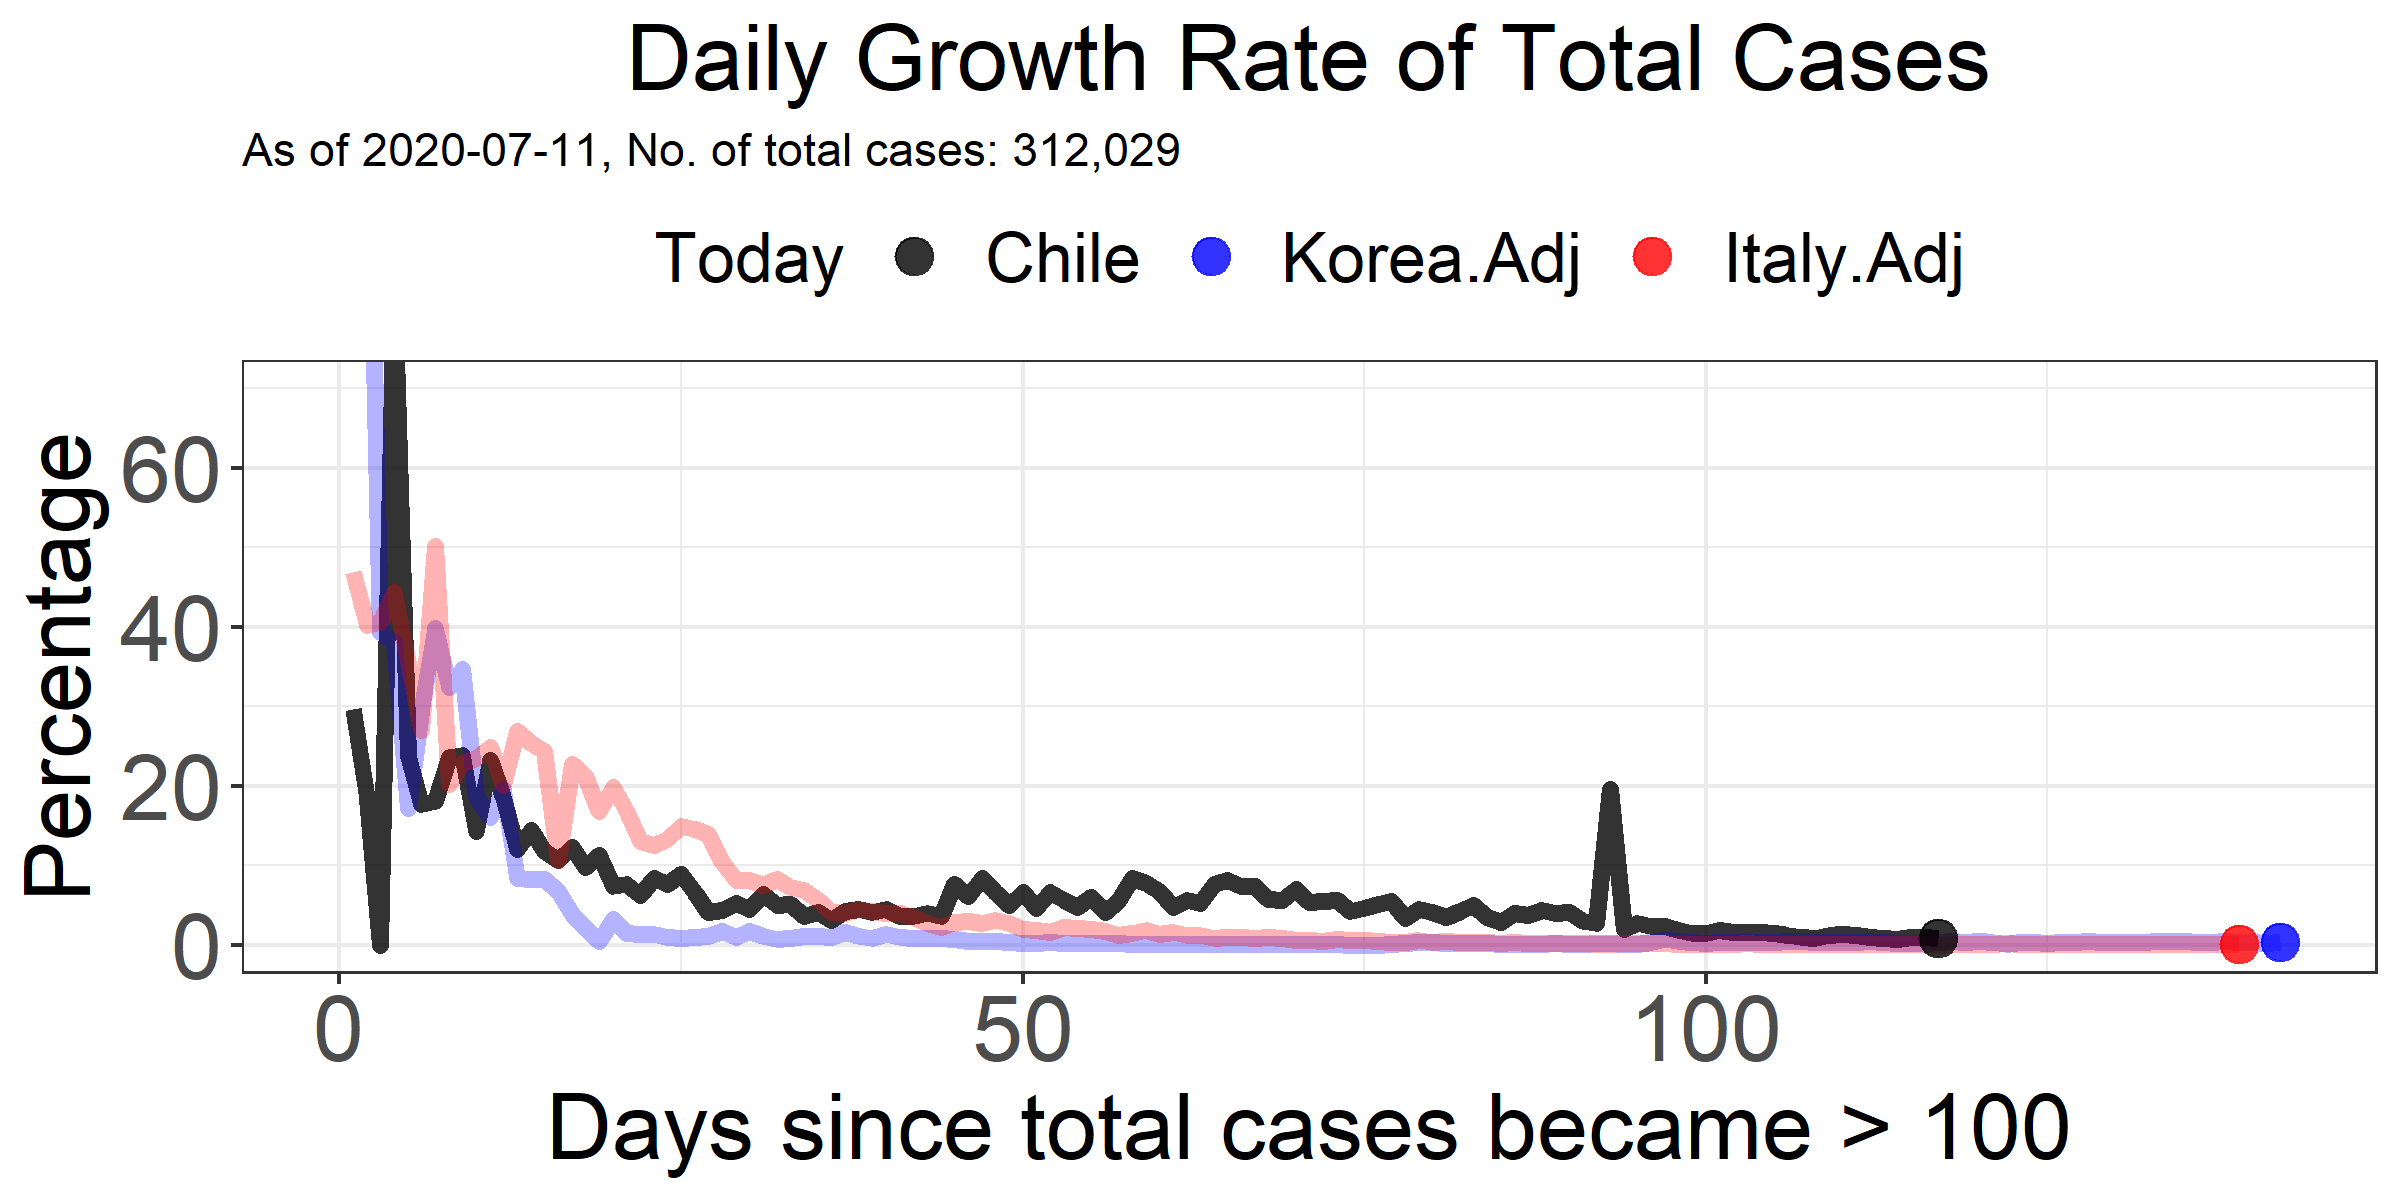 Daily Growth Rate of Total Cases
As of 2020-07-11, No. of total cases: 312,029
Today Chile Korea.Adj Italy.Adj
Percentage
60
40
20
0
0 50 100
Days since total cases became > 100